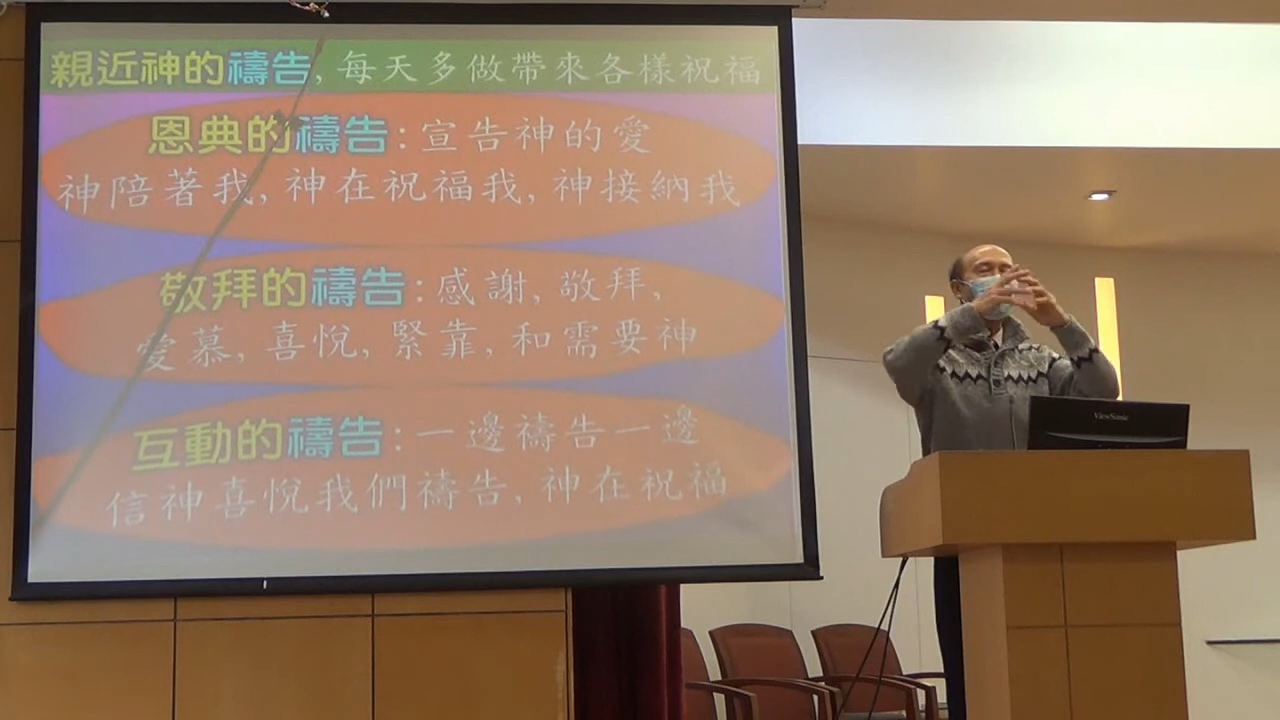 親近神的禱告, 每天多做帶來各樣祝福
恩典的禱告: 宣告神的愛
神陪著我, 神在祝福我, 神接納我
敬拜的禱告: 感謝, 敬拜,
愛慕, 喜悅, 緊靠, 和需要神
互動的禱告: 一邊禱告一邊
信神喜悅我們禱告, 神在祝福
ViewSonic